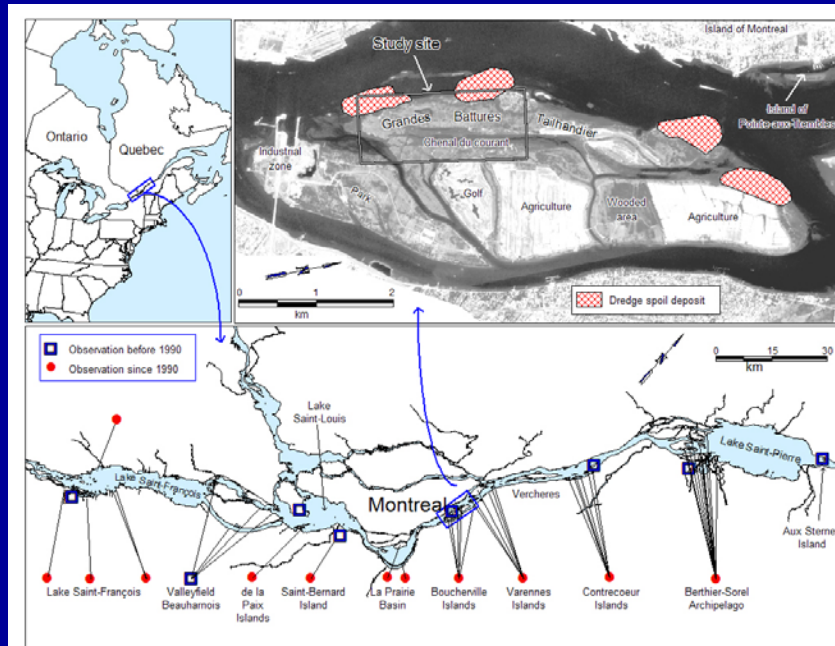 Ontario
Quebec
Study site
Island of Montreal
Island of
Pointe-aux-Trembles
Grandes Battures Tailhandier
Chenal du courant
Industrial
zone
Park
Golf
Agriculture
Wooded
area
Agriculture
0 1 2
km
Dredge spoil deposit
Observation before 1990
Observation since 1990
0 15 30
km
Lake
Saint-Louis
Lake Saint-François
Montreal
Vercheres
Lake Saint-Pierre
Aux Sternes
Island
Lake Saint-François
Valleyfield
Beauharnois
de la
Paix
Islands
Saint-Bernard
Island
La Prairie
Basin
Boucherville
Islands
Varennes
Islands
Contrecoeur
Islands
Berthier-Sorel
Archipelago